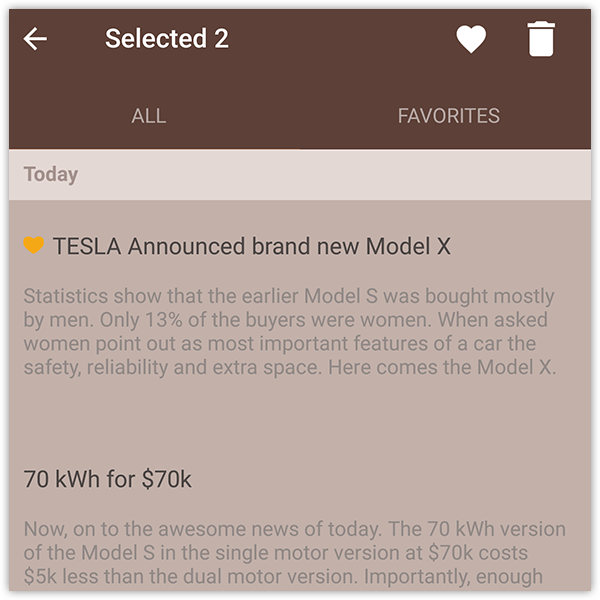 Selected 2
ALL FAVORITES
Today
TESLA Announced brand new Model X
Statistics show that the earlier Model S was bought mostly
by men. Only 13% of the buyers were women. When asked
women point out as most important features of a car the
safety, reliability and extra space. Here comes the Model X.
70 kWh for $70k
Now, on to the awesome news of today. The 70 kWh version
of the Model S in the single motor version at $70k costs
$5k less than the dual motor version. Importantly, enough